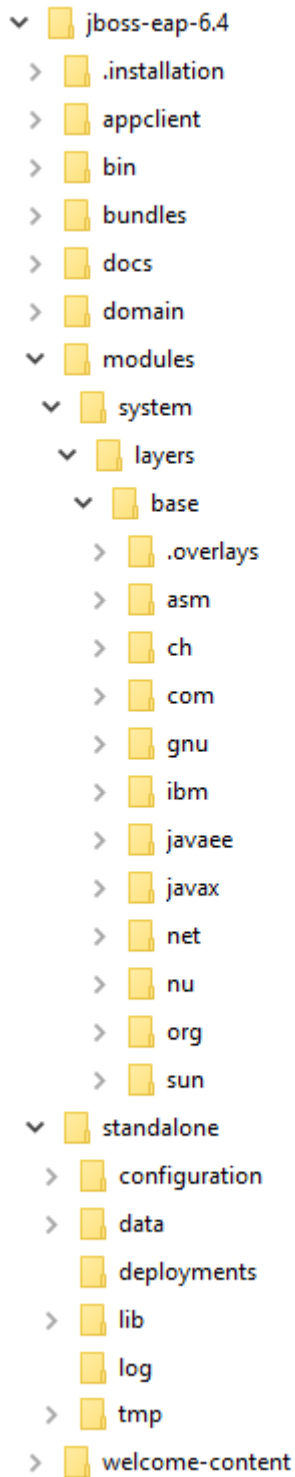 jboss-eap-6.4
.installation
appclient
bin
bundles
docs
domain
modules
system
layers
base
.overlays
asm
ch
com
gnu
ibm
javaee
javax
net
nu
org
sun
standalone
configuration
data
deployments
lib
log
tmp
welcome-content